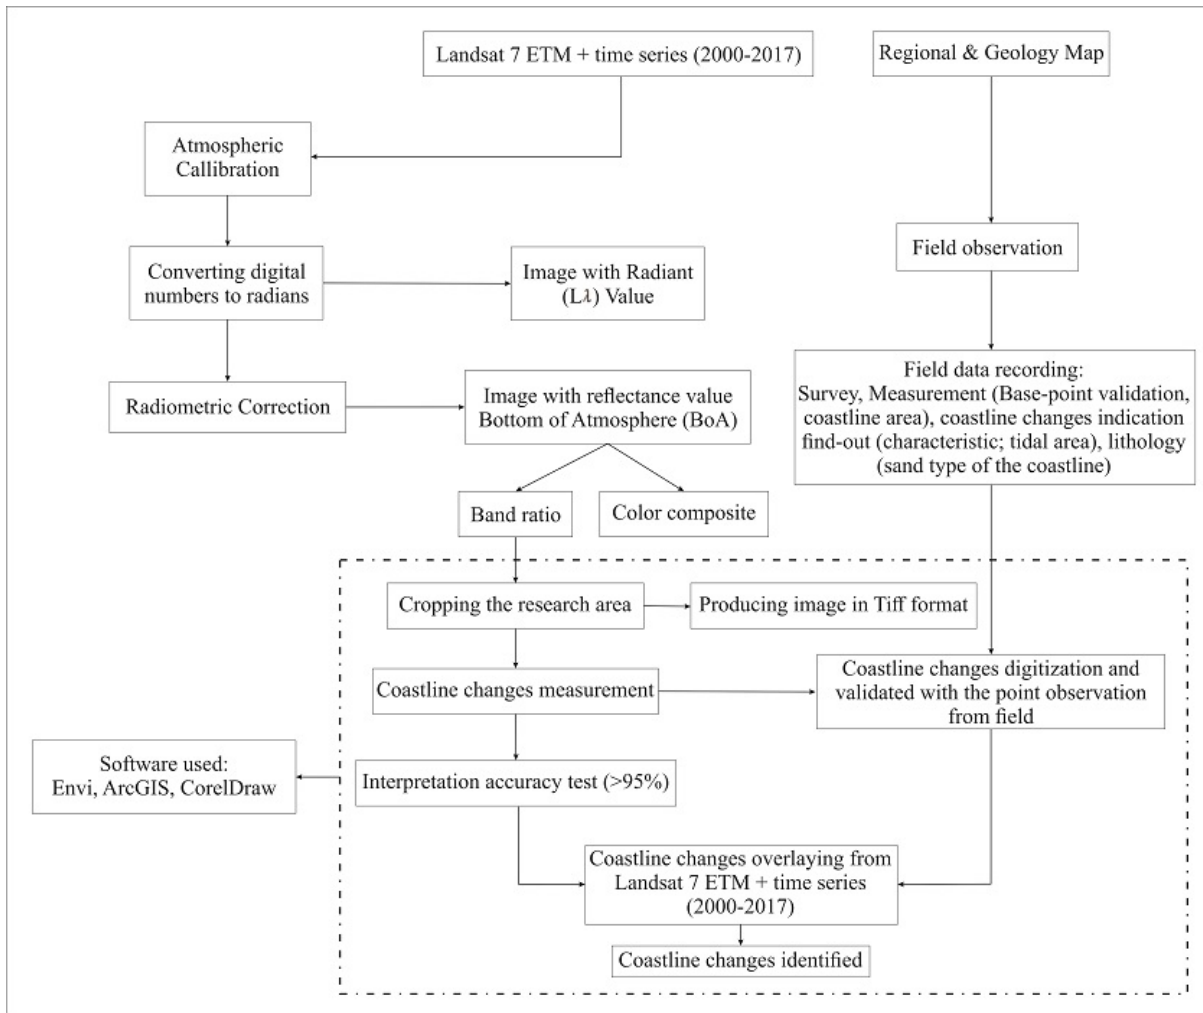 Landsat 7 ETM + time series (2000-2017)
Regional & Geology Map
Atmospheric
Callibration
Field observation
Converting digital
numbers to radians
Image with Radiant
(Lλ) Value
Field data recording:
Survey, Measurement (Base-point validation,
coastline area), coastline changes indication
find-out (characteristic; tidal area), lithology
(sand type of the coastline)
Radiometric Correction
Image with reflectance value
Bottom of Atmosphere (BoA)
Band ratio
Color composite
Cropping the research area
Producing image in Tiff format
Coastline changes measurement
Coastline changes digitization and
validated with the point observation
from field
Software used:
Envi, ArcGIS, CorelDraw
Interpretation accuracy test (>95%)
Coastline changes overlaying from
Landsat 7 ETM + time series
(2000-2017)
Coastline changes identified